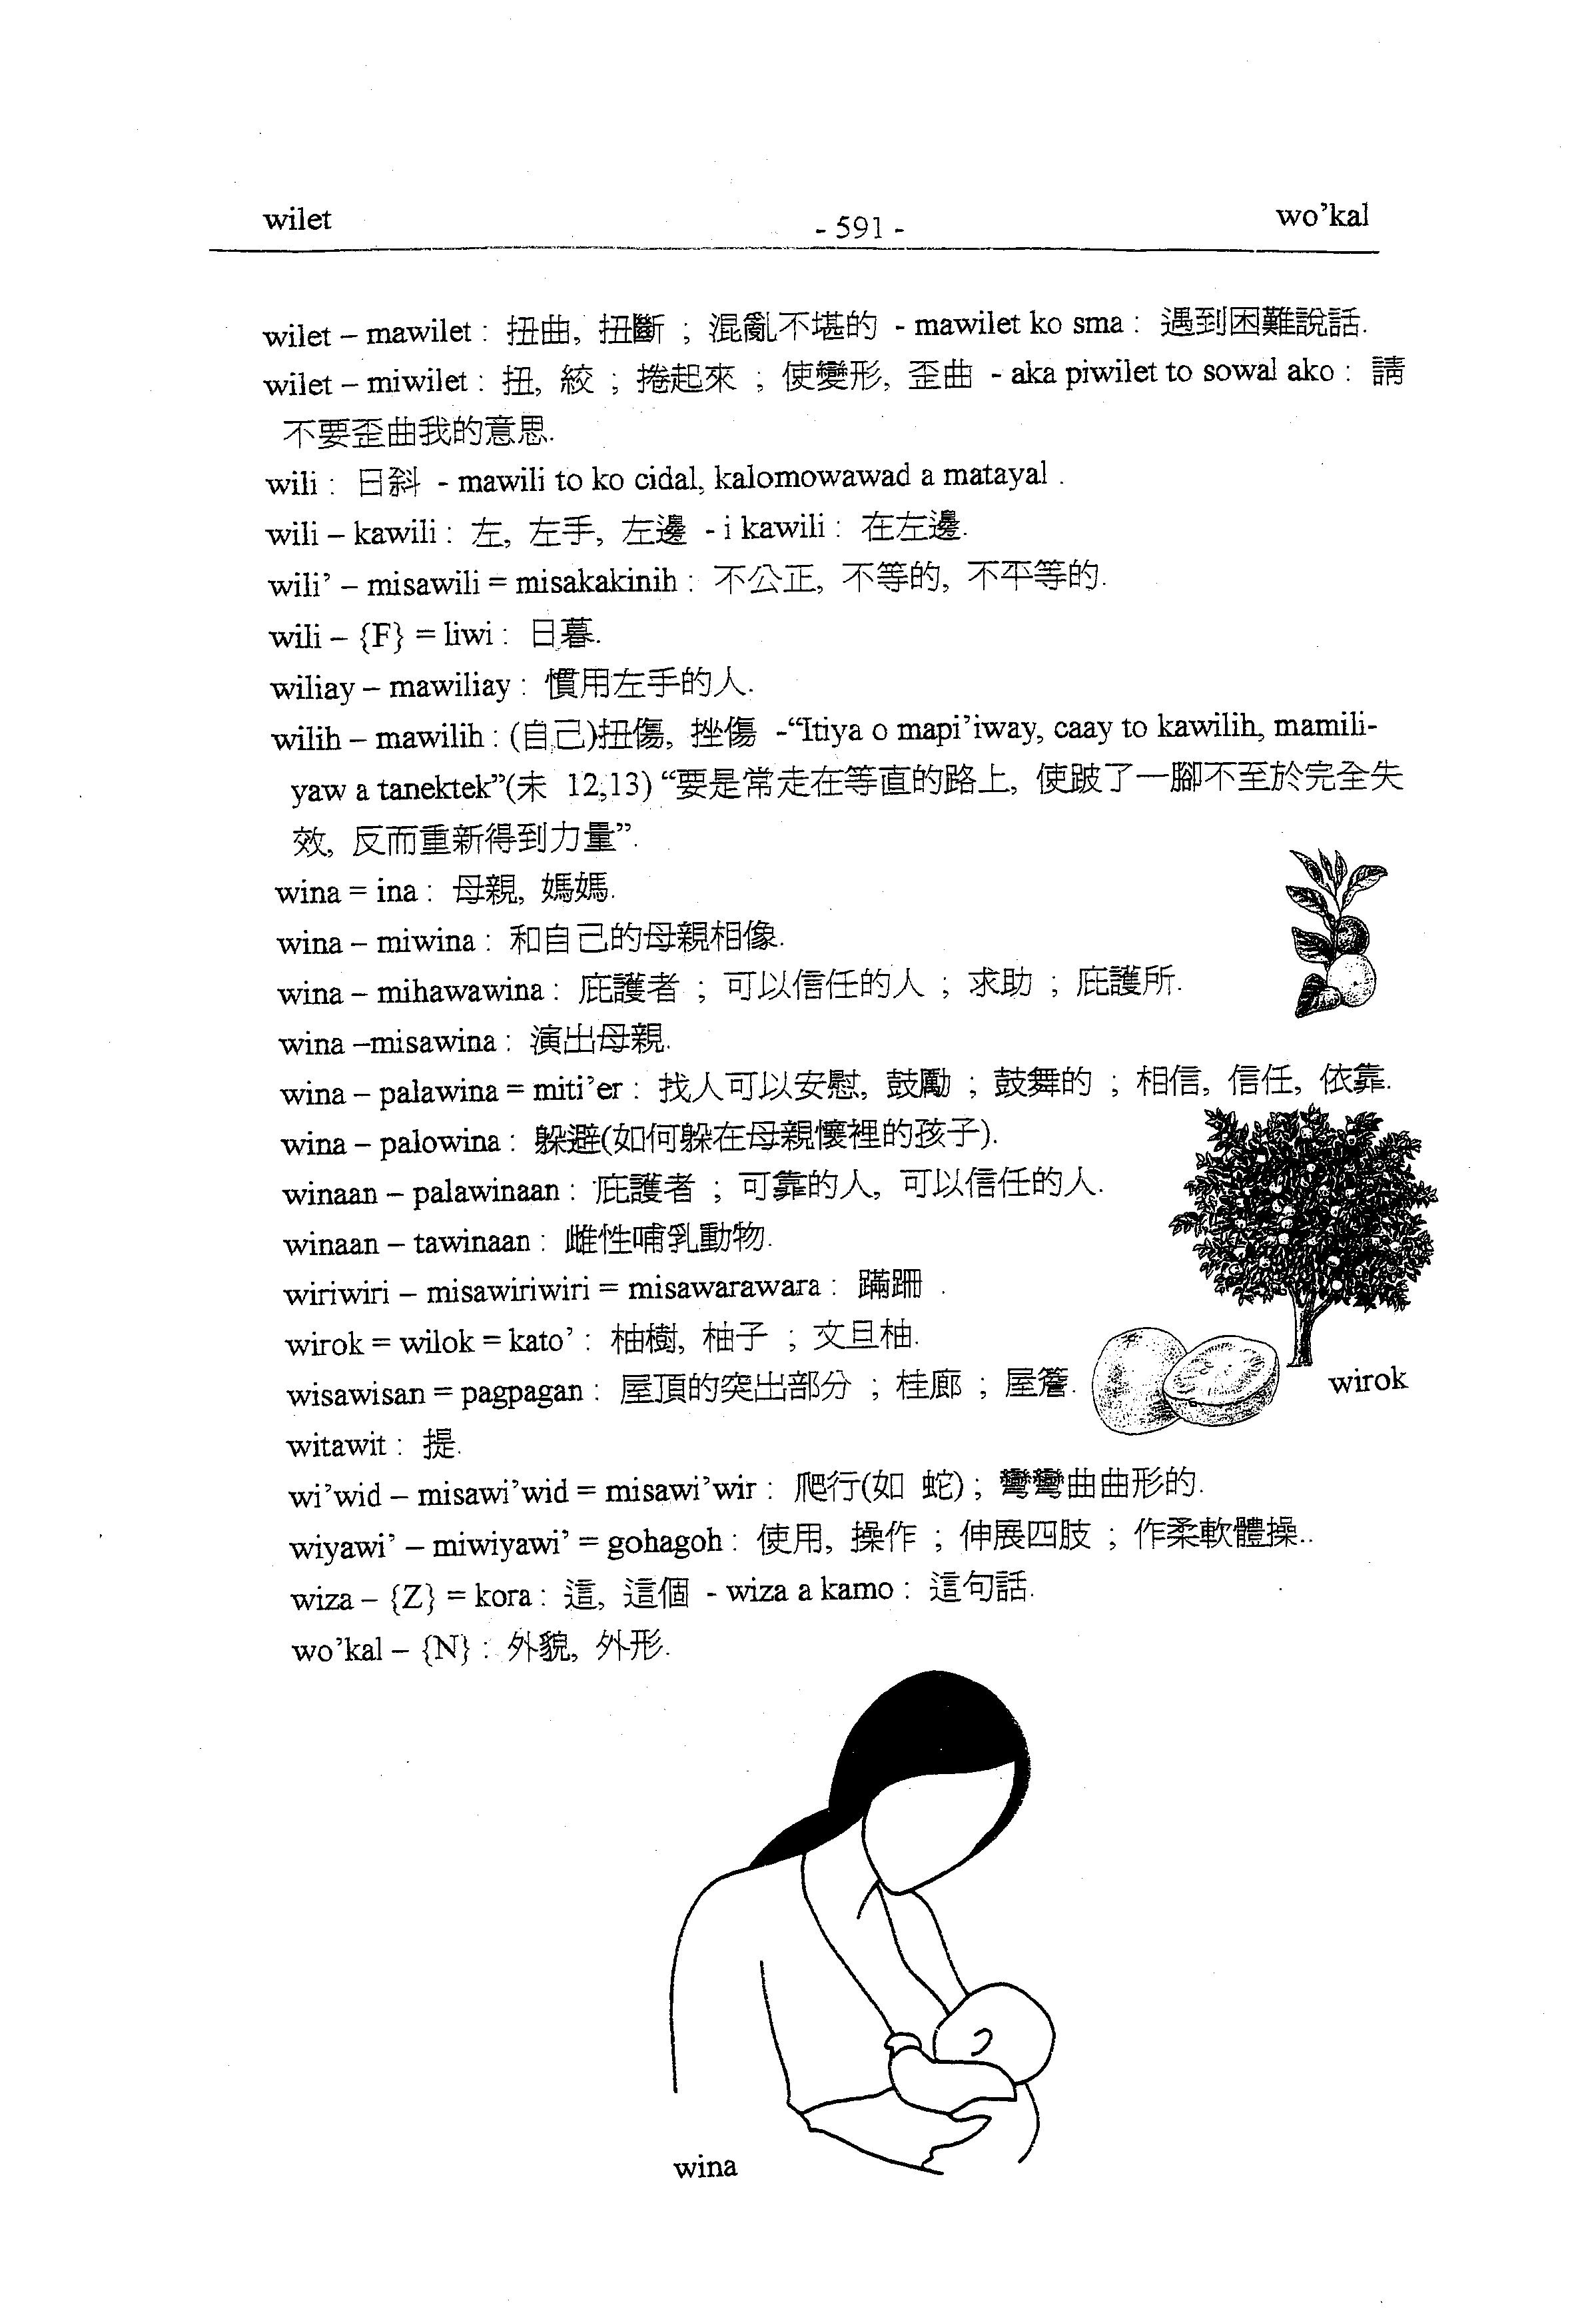 wilet - 591 - wo’kal
wilet – mawilet : 扭曲, 扭斷 ; 混亂不堪的 - mawilet ko sma : 遇到困難說話.
wilet – miwilet : 扭, 絞 ; 捲起來 ; 使變形, 歪曲 - aka piwilet to sowal ako : 請
不要歪曲我的意思.
wili : 日斜 - mawili to ko cidal, kalomowawad a matayal .
wili – kawili : 左, 左手, 左邊 - i kawili : 在左邊.
wili’ – misawili = misakakinih : 不公正, 不等的, 不平等的.
wili – {F} = liwi : 日暮.
wiliay – mawiliay : 慣用左手的人.
wilih – mawilih : (自己)扭傷, 挫傷 -“Itiya o mapi’iway, caay to kawilih, mamili-
yaw a tanektek”(未 12,13) “要是常走在等直的路上, 使跛了一腳不至於完全失
效, 反而重新得到力量”.
wina = ina : 母親, 媽媽.
wina – miwina : 和自己的母親相像.
wina – mihawawina : 庇護者 ; 可以信任的人 ; 求助 ; 庇護所.
wina –misawina : 演出母親.
wina – palawina = miti’er : 找人可以安慰, 鼓勵 ; 鼓舞的 ; 相信, 信任, 依靠.
wina – palowina : 躲避(如何躲在母親懷裡的孩子).
winaan – palawinaan : 庇護者 ; 可靠的人, 可以信任的人.
winaan – tawinaan : 雌性哺乳動物.
wiriwiri – misawiriwiri = misawarawara : 蹣跚 .
wirok = wilok = kato’ : 柚樹, 柚子 ; 文旦柚.
wisawisan = pagpagan : 屋頂的突出部分 ; 桂廊 ; 屋簷.
wirok
witawit : 提.
wi’wid – misawi’wid = misawi’wir : 爬行(如 蛇) ; 彎彎曲曲形的.
wiyawi’ – miwiyawi’ = gohagoh : 使用, 操作 ; 伸展四肢 ; 作柔軟體操..
wiza – {Z} = kora : 這, 這個 - wiza a kamo : 這句話.
wo’kal – {N} : 外貌, 外形.
wina